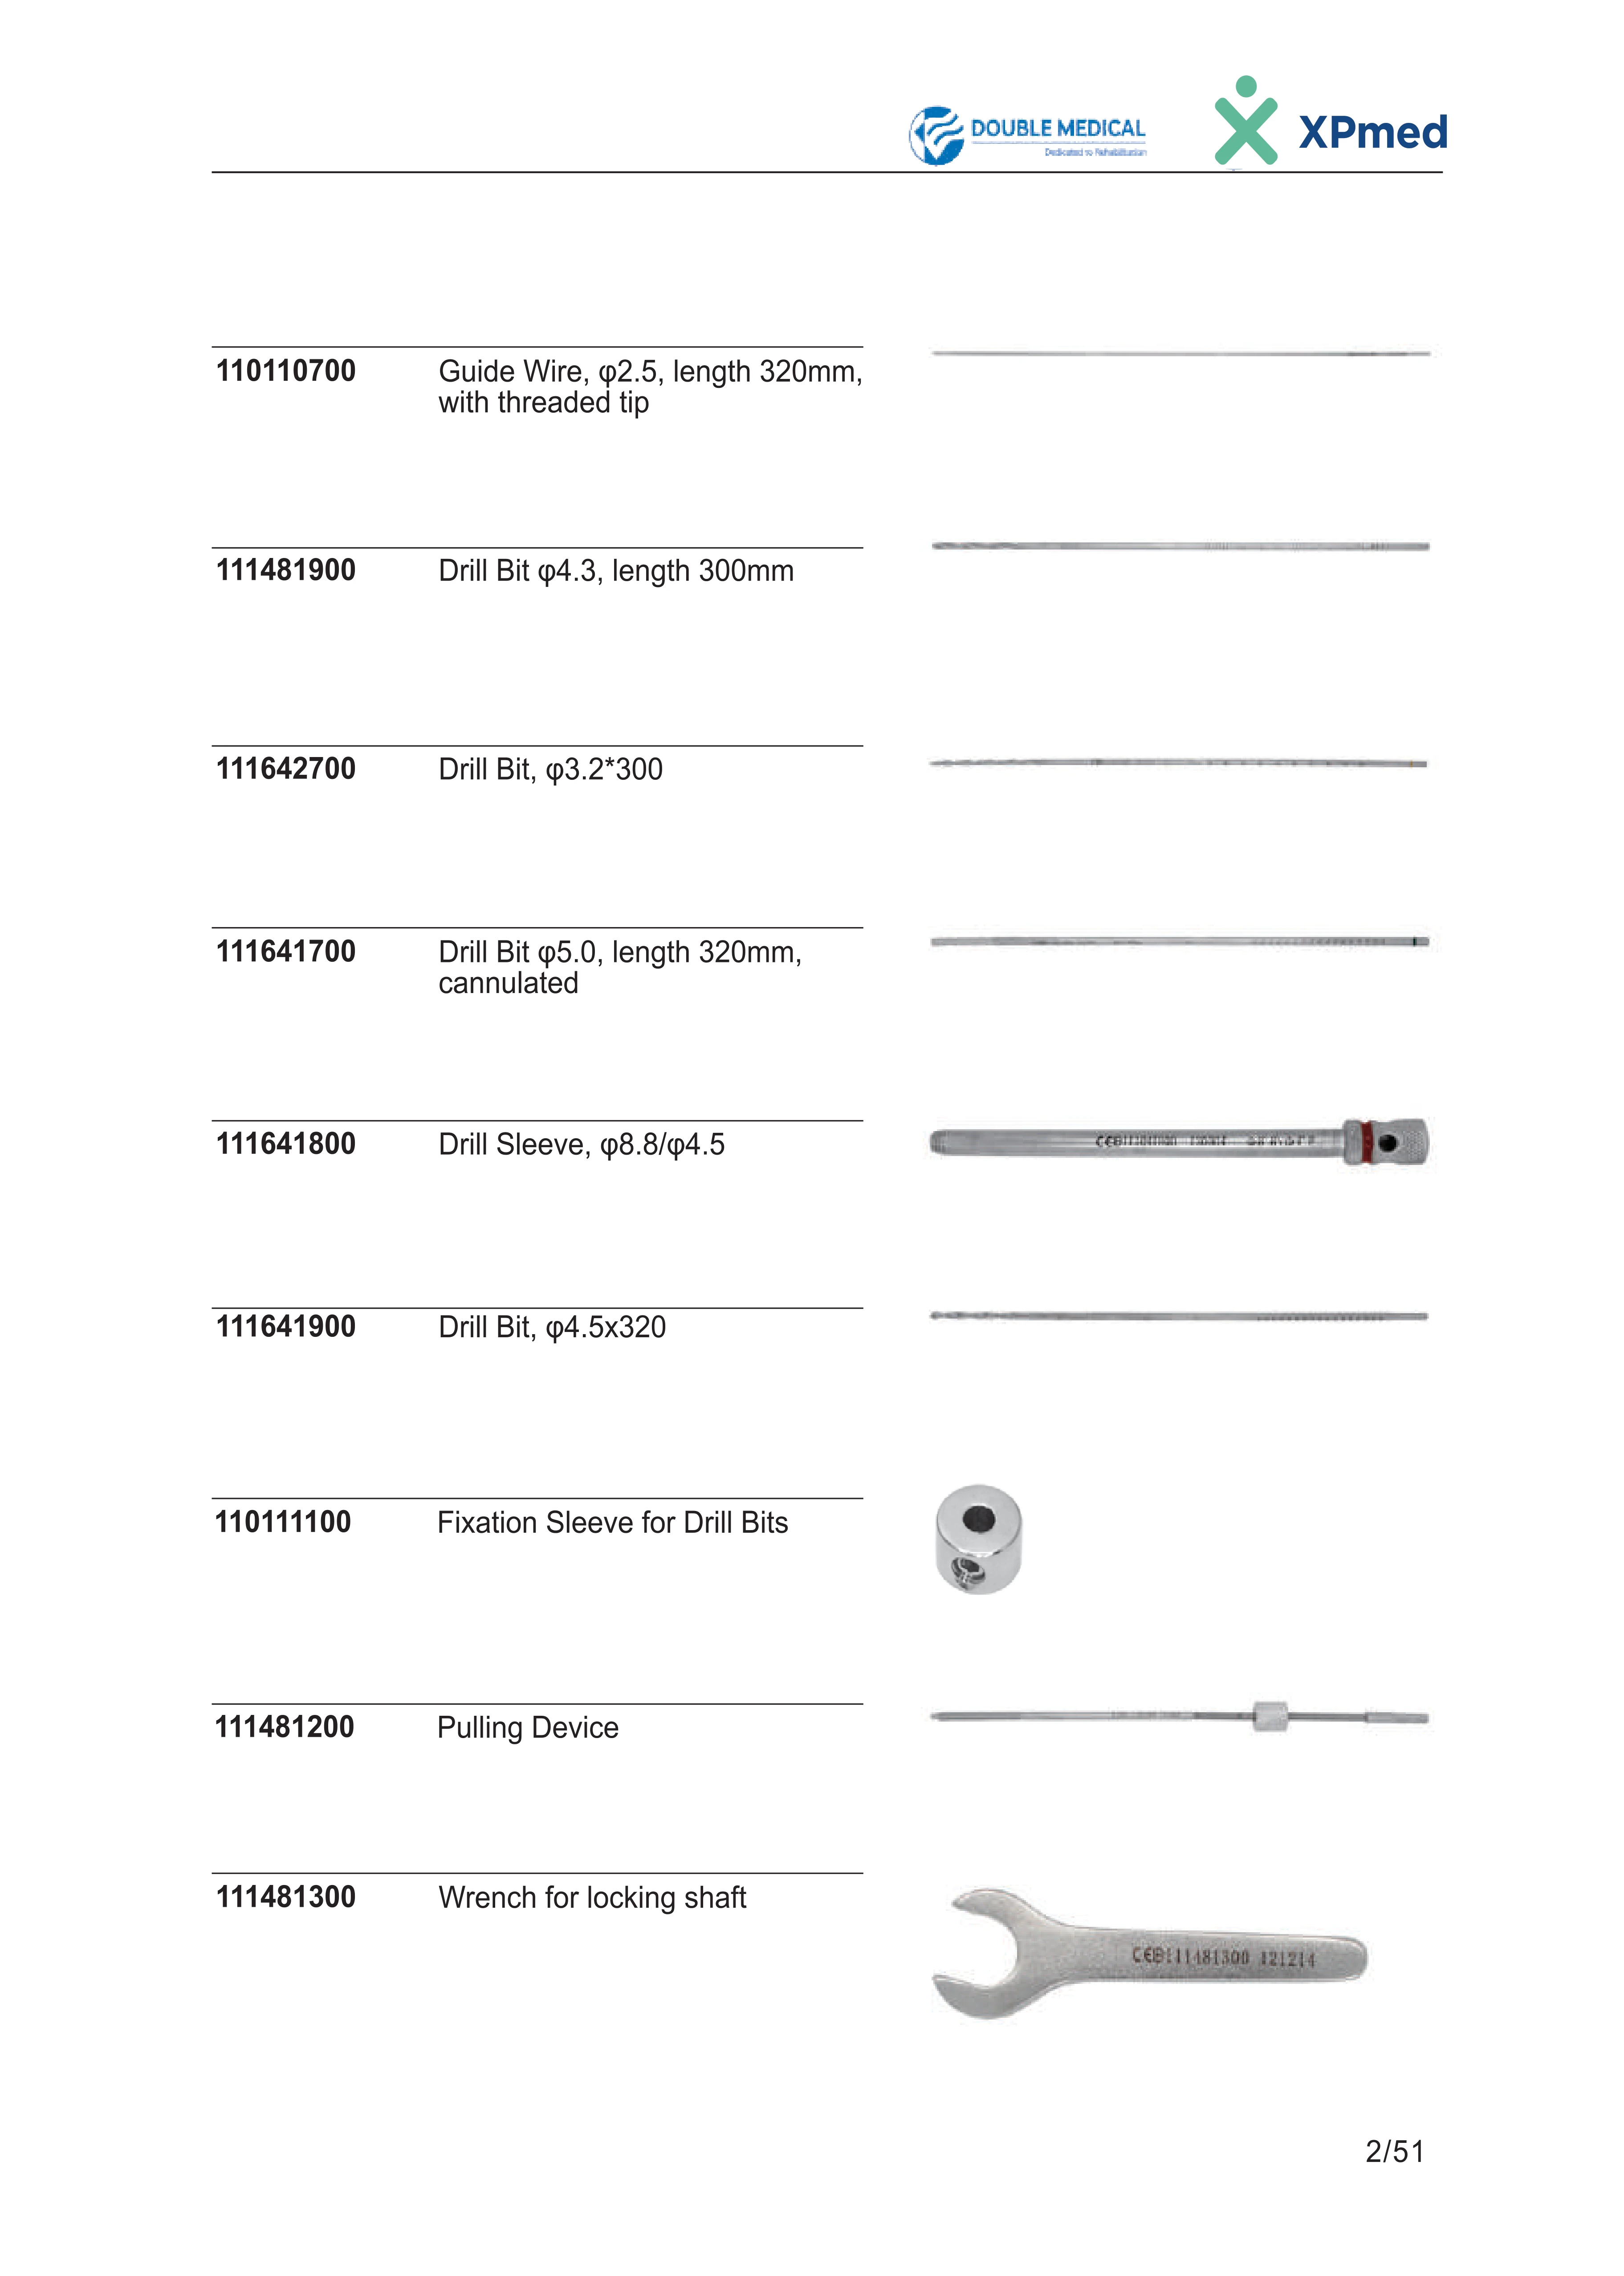 DOUBLE MEDICAL
Dedicated to Rehabilitation
XPmed
110110700 Guide Wire, φ2.5, length 320mm,
with threaded tip
111481900 Drill Bit φ4.3, length 300mm
111642700 Drill Bit, φ3.2*300
111641700 Drill Bit φ5.0, length 320mm,
cannulated
111641800 Drill Sleeve, φ8.8/φ4.5
111641900 Drill Bit, φ4.5x320
110111100 Fixation Sleeve for Drill Bits
111481200 Pulling Device
111481300 Wrench for locking shaft
111481300 121214
2/51